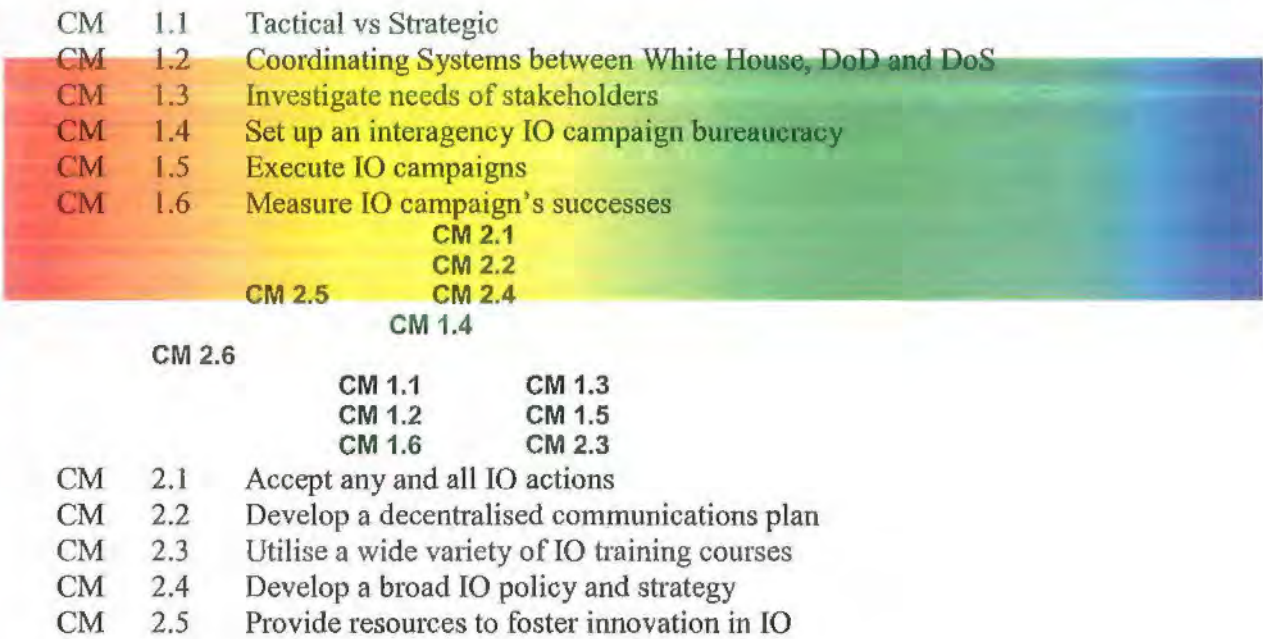 CM 1.1 Tactical vs Strategic
CM 1.2 Coordinating Systems between White House, DoD and DoS
CM 1.3 Investigate needs of stakeholders
CM 1.4 Set up an interagency IO campaign bureaucracy
CM 1.5 Execute IO campaigns
CM 1.6 Measure IO campaign's successes
CM 2.1
CM 2.2
CM 2.5 CM 2.4
CM 1.4
CM 2.6
CM 1.1 CM 1.3
CM 1.2 CM 1.5
CM 1.6 CM 2.3
CM 2.1 Accept any and all IO actions
CM 2.2 Develop a decentralised communications plan
CM 2.3 Utilise a wide variety of IO training courses
CM 2.4 Develop a broad IO policy and strategy
CM 2.5 Provide resources to foster innovation in IO